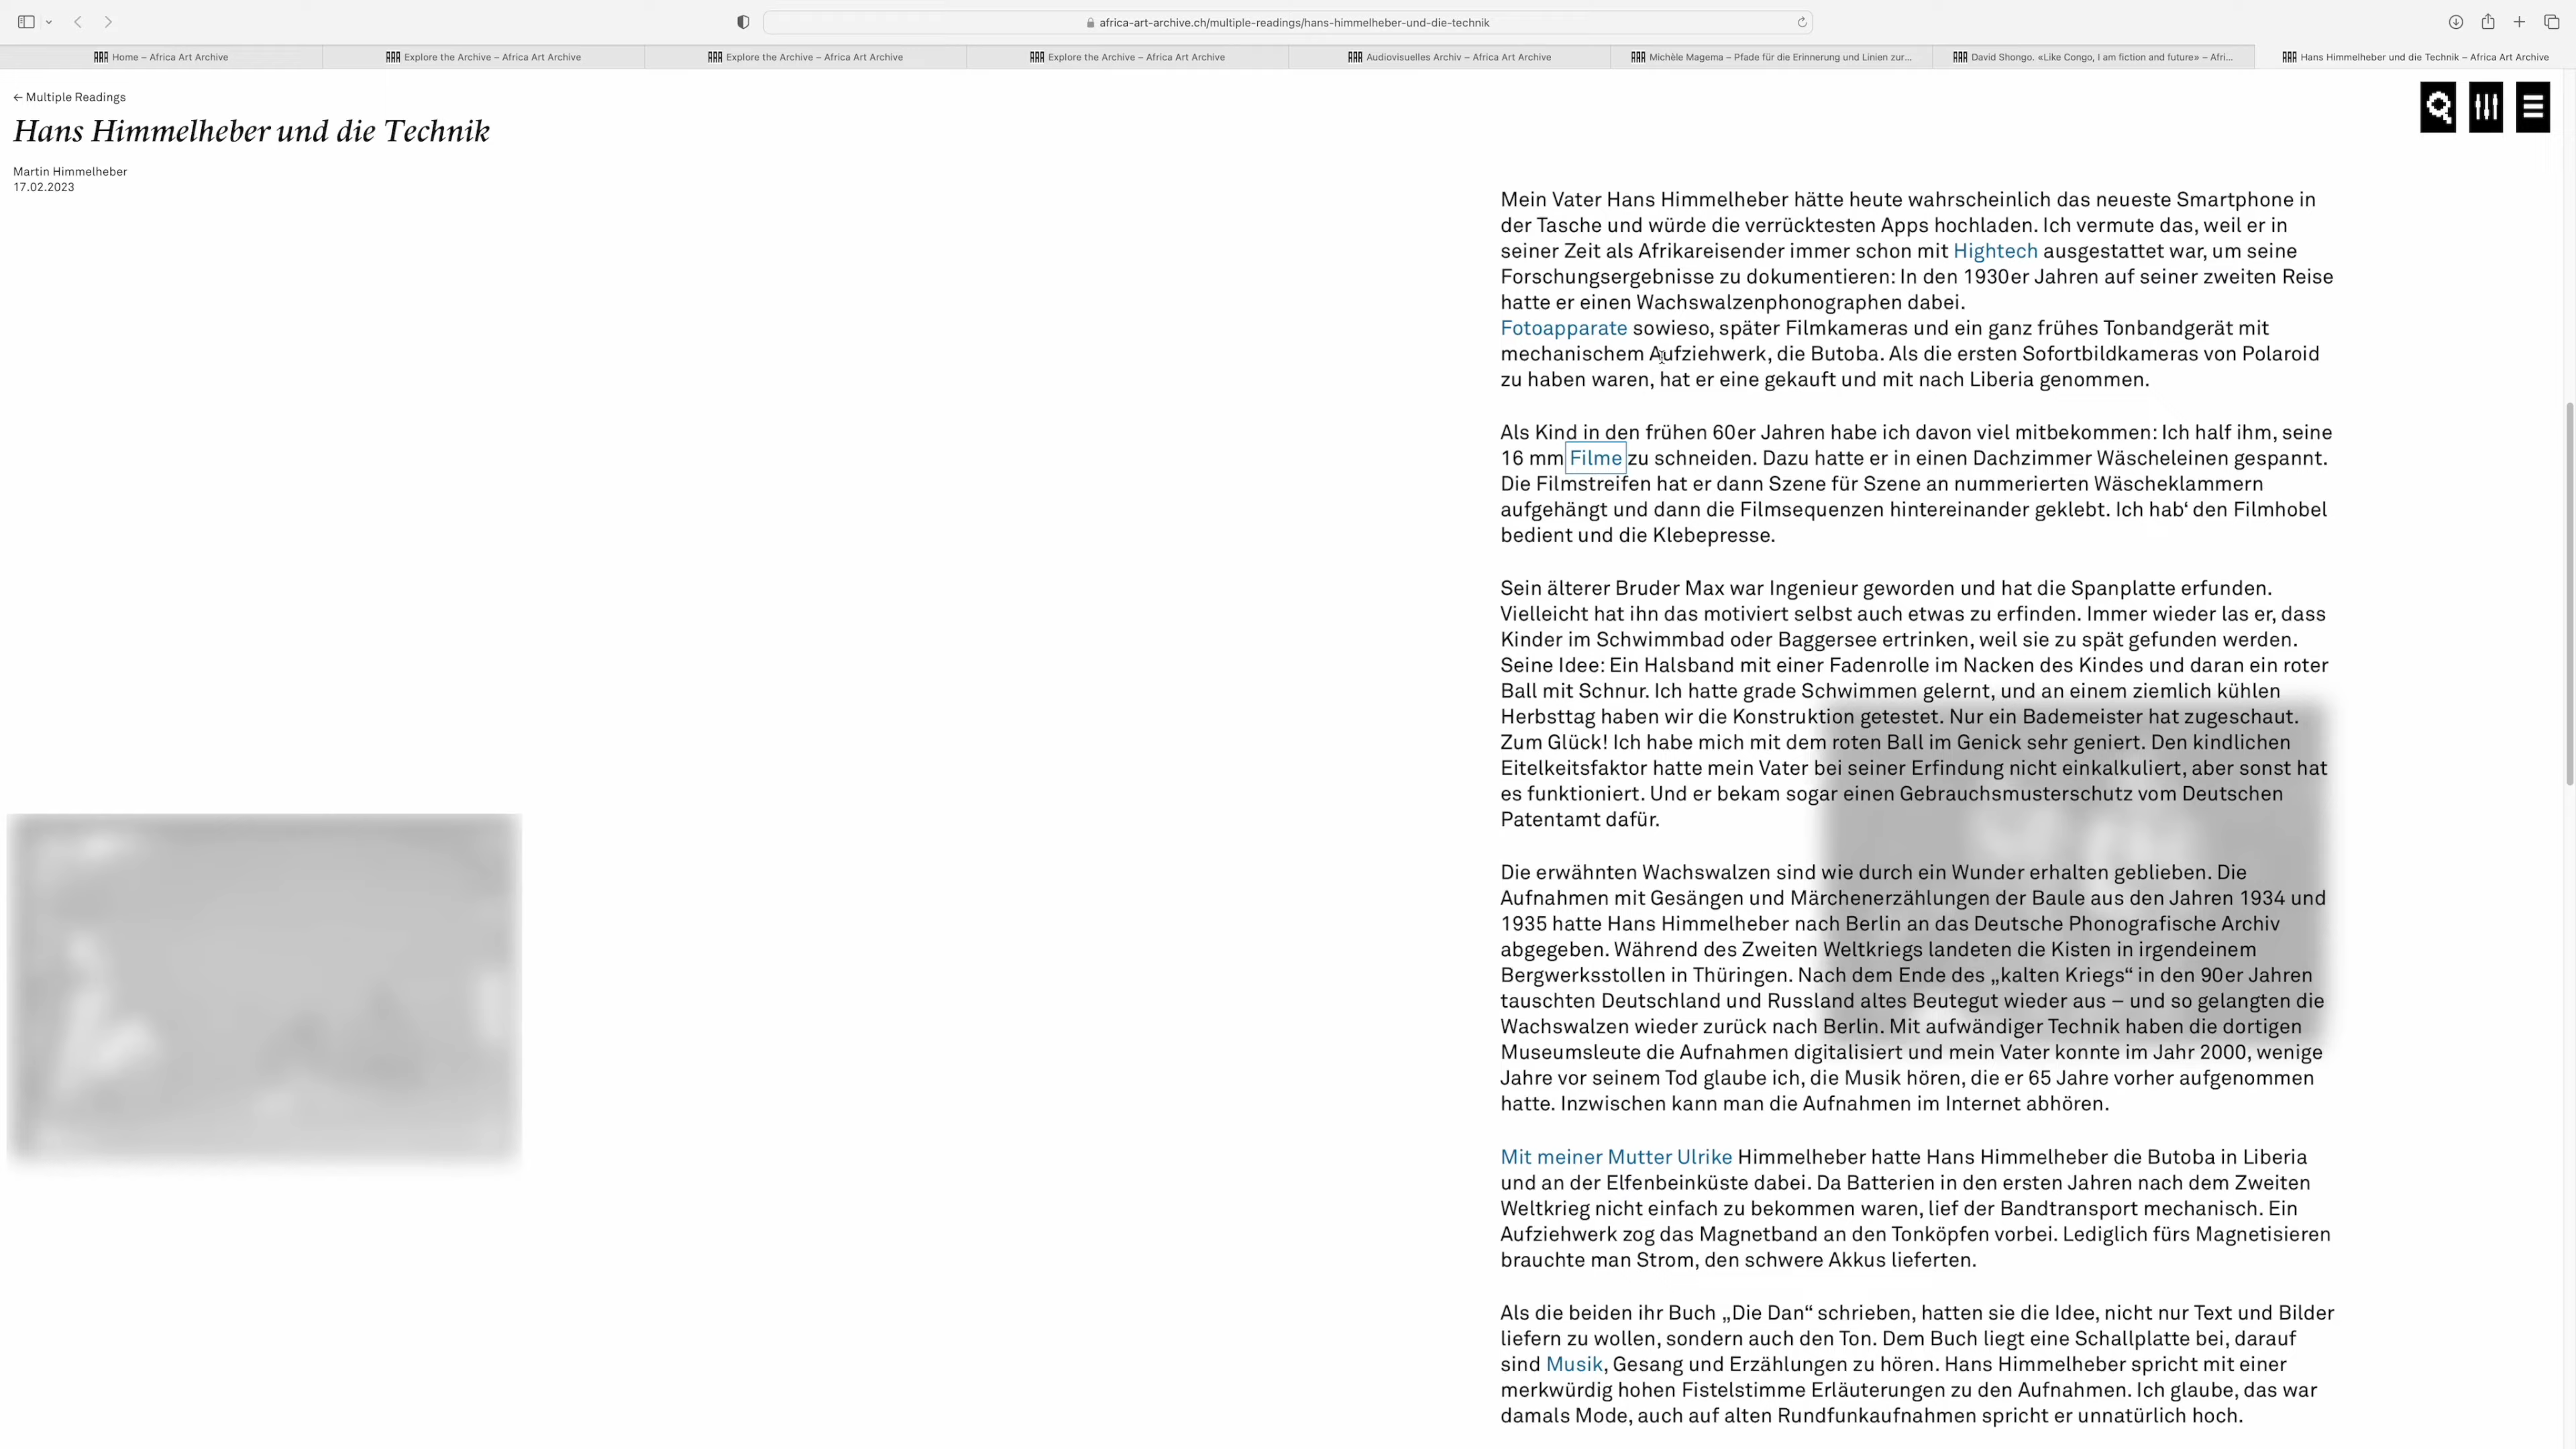 africa-art-archive.ch/multiple-readings/hans-himmelheber-und-die-technik
Home – Africa Art Archive
Explore the Archive – Africa Art Archive
Explore the Archive – Africa Art Archive
Explore the Archive – Africa Art Archive
Audiovisuelles Archiv – Africa Art Archive
Michèle Magema – Pfade für die Erinnerung und Linien zur...
David Shongo. «Like Congo, I am fiction and future» – Afri...
Hans Himmelheber und die Technik – Africa Art Archive
← Multiple Readings
Hans Himmelheber und die Technik
Martin Himmelheber
17.02.2023
Mein Vater Hans Himmelheber hätte heute wahrscheinlich das neueste Smartphone in
der Tasche und würde die verrücktesten Apps hochladen. Ich vermute das, weil er in
seiner Zeit als Afrikareisender immer schon mit Hightech ausgestattet war, um seine
Forschungsergebnisse zu dokumentieren: In den 1930er Jahren auf seiner zweiten Reise
hatte er einen Wachswalzenphonographen dabei.
Fotoapparate sowieso, später Filmkameras und ein ganz frühes Tonbandgerät mit
mechanischem Aufziehwerk, die Butoba. Als die ersten Sofortbildkameras von Polaroid
zu haben waren, hat er eine gekauft und mit nach Liberia genommen.
Als Kind in den frühen 60er Jahren habe ich davon viel mitbekommen: Ich half ihm, seine
16 mm Filme zu schneiden. Dazu hatte er in einen Dachzimmer Wäscheleinen gespannt.
Die Filmstreifen hat er dann Szene für Szene an nummerierten Wäscheklammern
aufgehängt und dann die Filmsequenzen hintereinander geklebt. Ich hab‘ den Filmhobel
bedient und die Klebepresse.
Sein älterer Bruder Max war Ingenieur geworden und hat die Spanplatte erfunden.
Vielleicht hat ihn das motiviert selbst auch etwas zu erfinden. Immer wieder las er, dass
Kinder im Schwimmbad oder Baggersee ertrinken, weil sie zu spät gefunden werden.
Seine Idee: Ein Halsband mit einer Fadenrolle im Nacken des Kindes und daran ein roter
Ball mit Schnur. Ich hatte grade Schwimmen gelernt, und an einem ziemlich kühlen
Herbsttag haben wir die Konstruktion getestet. Nur ein Bademeister hat zugeschaut.
Zum Glück! Ich habe mich mit dem roten Ball im Genick sehr geniert. Den kindlichen
Eitelkeitsfaktor hatte mein Vater bei seiner Erfindung nicht einkalkuliert, aber sonst hat
es funktioniert. Und er bekam sogar einen Gebrauchsmusterschutz vom Deutschen
Patentamt dafür.
Die erwähnten Wachswalzen sind wie durch ein Wunder erhalten geblieben. Die
Aufnahmen mit Gesängen und Märchenerzählungen der Baule aus den Jahren 1934 und
1935 hatte Hans Himmelheber nach Berlin an das Deutsche Phonografische Archiv
abgegeben. Während des Zweiten Weltkriegs landeten die Kisten in irgendeinem
Bergwerksstollen in Thüringen. Nach dem Ende des „kalten Kriegs“ in den 90er Jahren
tauschten Deutschland und Russland altes Beutegut wieder aus – und so gelangten die
Wachswalzen wieder zurück nach Berlin. Mit aufwändiger Technik haben die dortigen
Museumsleute die Aufnahmen digitalisiert und mein Vater konnte im Jahr 2000, wenige
Jahre vor seinem Tod glaube ich, die Musik hören, die er 65 Jahre vorher aufgenommen
hatte. Inzwischen kann man die Aufnahmen im Internet abhören.
Mit meiner Mutter Ulrike Himmelheber hatte Hans Himmelheber die Butoba in Liberia
und an der Elfenbeinküste dabei. Da Batterien in den ersten Jahren nach dem Zweiten
Weltkrieg nicht einfach zu bekommen waren, lief der Bandtransport mechanisch. Ein
Aufziehwerk zog das Magnetband an den Tonköpfen vorbei. Lediglich fürs Magnetisieren
brauchte man Strom, den schwere Akkus lieferten.
Als die beiden ihr Buch „Die Dan“ schrieben, hatten sie die Idee, nicht nur Text und Bilder
liefern zu wollen, sondern auch den Ton. Dem Buch liegt eine Schallplatte bei, darauf
sind Musik, Gesang und Erzählungen zu hören. Hans Himmelheber spricht mit einer
merkwürdig hohen Fistelstimme Erläuterungen zu den Aufnahmen. Ich glaube, das war
damals Mode, auch auf alten Rundfunkaufnahmen spricht er unnatürlich hoch.